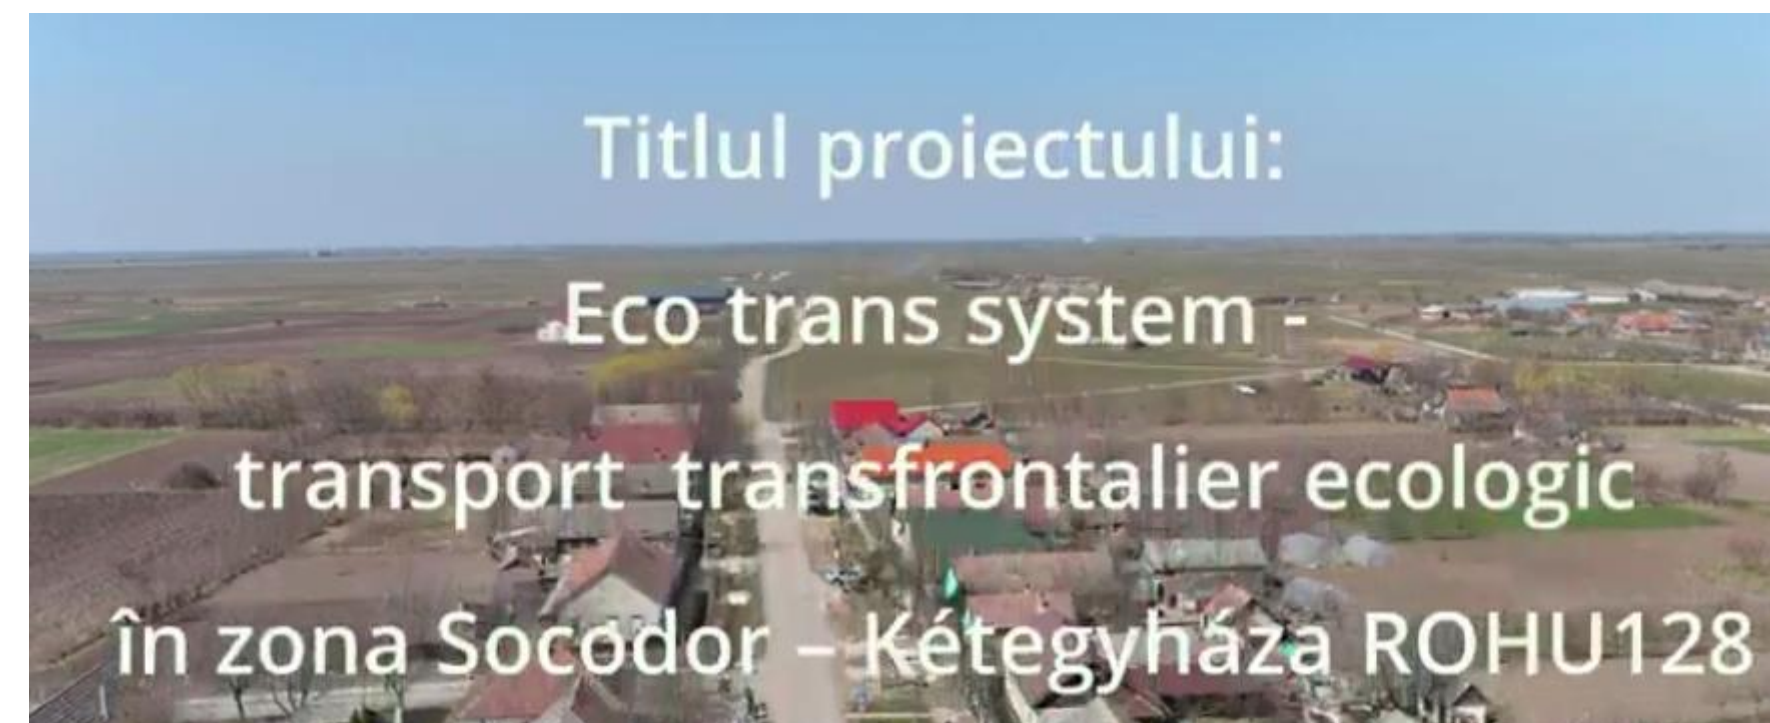 Titlul proiectului:
Eco trans system -
transport transfrontalier ecologic
în zona Socodor – Kétegyháza ROHU128